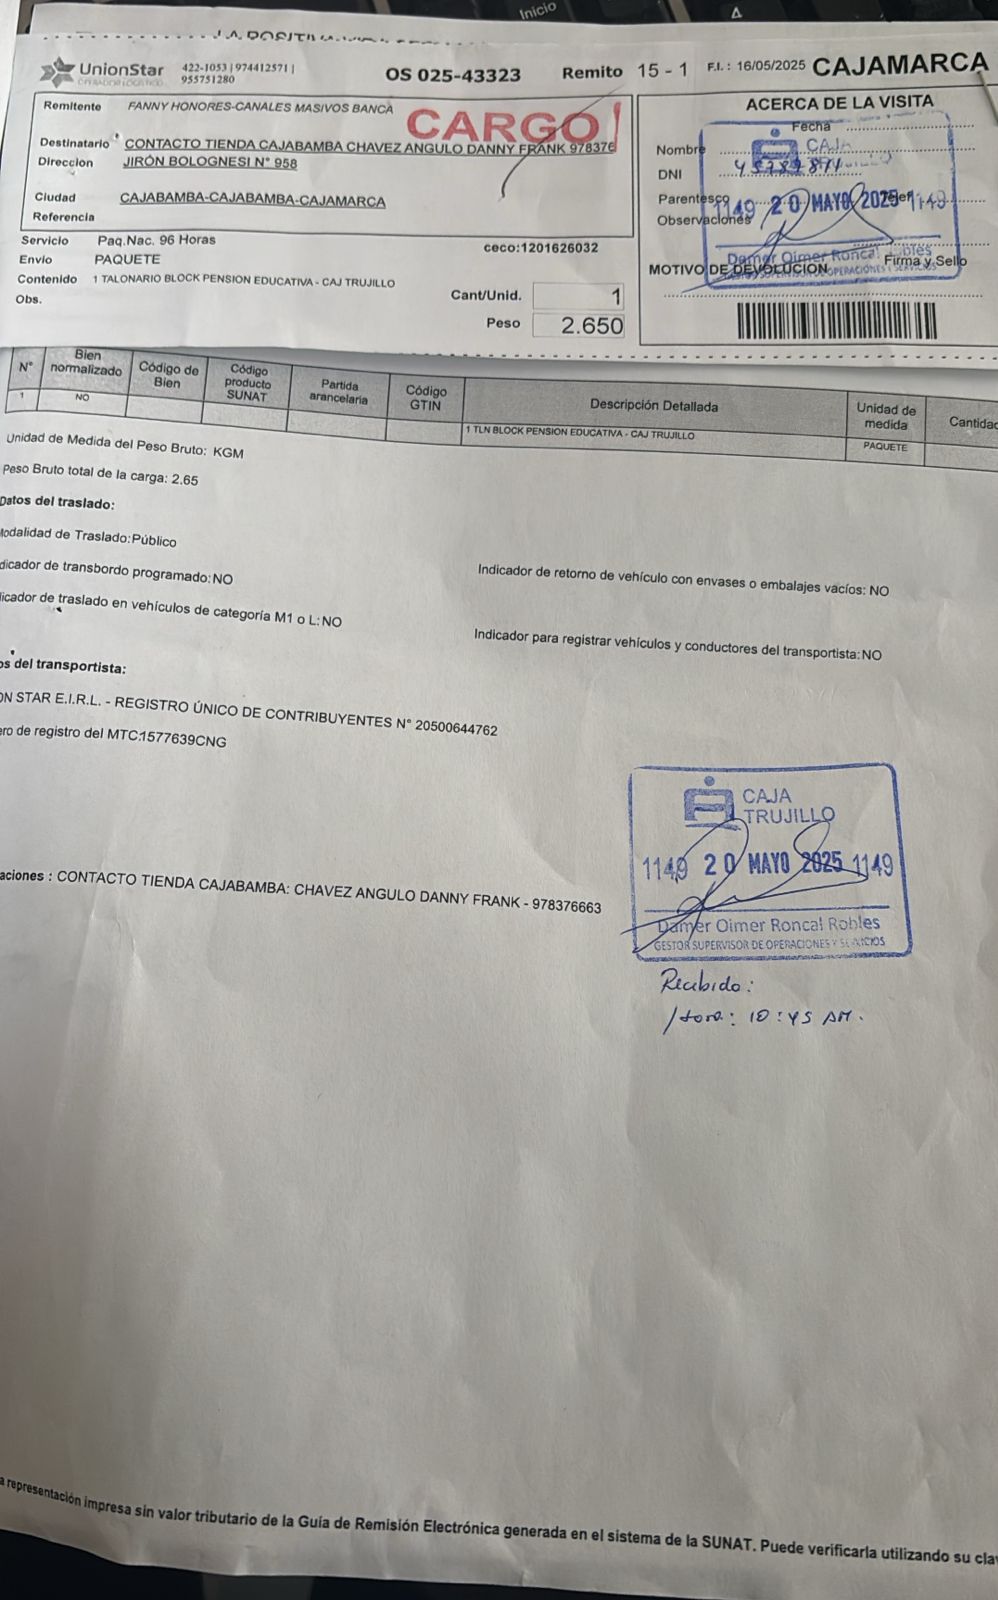 Inicio
UnionStar
422-1053 | 974412571 |
955751280
OS 025-43323
Remito 15 - 1
F.I.: 16/05/2025
CAJAMARCA
Remitente FANNY HONORES-CANALES MASIVOS BANCA
CARGO
Destinatario CONTACTO TIENDA CAJABAMBA CHAVEZ ANGULO DANNY FRANK 978376
Direccion JIRÓN BOLOGNESI N° 958
Ciudad CAJABAMBA-CAJABAMBA-CAJAMARCA
Referencia
Servicio Paq.Nac. 96 Horas
ceco:1201626032
Envio PAQUETE
Contenido 1 TALONARIO BLOCK PENSION EDUCATIVA - CAJ TRUJILLO
Obs.
Cant/Unid. 1
Peso 2.650
ACERCA DE LA VISITA
Fecha
Nombre
DNI
Parentesco
Observaciones
CAJA
1149 20 MAYO 2025 1149
Damer Oimer Roncal Robles
Firma y Sello
MOTIVO DE DEVOLUCION
N° Bien normalizado Código de Bien Código producto SUNAT Partida arancelaria Código GTIN Descripción Detallada Unidad de medida Cantidad
1 NO 1 TLN BLOCK PENSION EDUCATIVA - CAJ TRUJILLO PAQUETE
Unidad de Medida del Peso Bruto: KGM
Peso Bruto total de la carga: 2.65
Datos del traslado:
Modalidad de Traslado:Público
dicador de transbordo programado:NO
Indicador de retorno de vehículo con envases o embalajes vacíos: NO
icador de traslado en vehículos de categoría M1 o L:NO
Indicador para registrar vehículos y conductores del transportista:NO
os del transportista:
ON STAR E.I.R.L. - REGISTRO ÚNICO DE CONTRIBUYENTES N° 20500644762
ero de registro del MTC:1577639CNG
CAJA
TRUJILLO
1149 20 MAYO 2025 1149
Damer Oimer Roncal Robles
GESTOR SUPERVISOR DE OPERACIONES Y SERVICIOS
aciones : CONTACTO TIENDA CAJABAMBA: CHAVEZ ANGULO DANNY FRANK - 978376663
Recibido:
Hora: 10:45 AM.
a representación impresa sin valor tributario de la Guía de Remisión Electrónica generada en el sistema de la SUNAT. Puede verificarla utilizando su cla